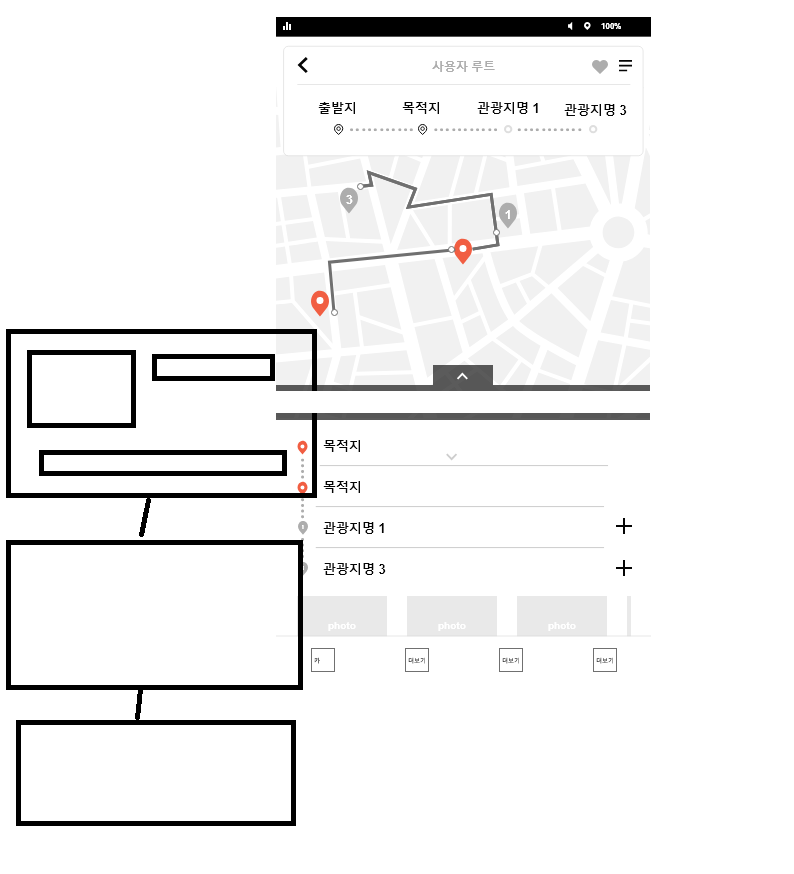 100%
사용자 루트
출발지 목적지 관광지명 1 관광지명 3
3
1
목적지
목적지
1 관광지명 1
관광지명 3
photo photo photo
카 더보기 더보기 더보기